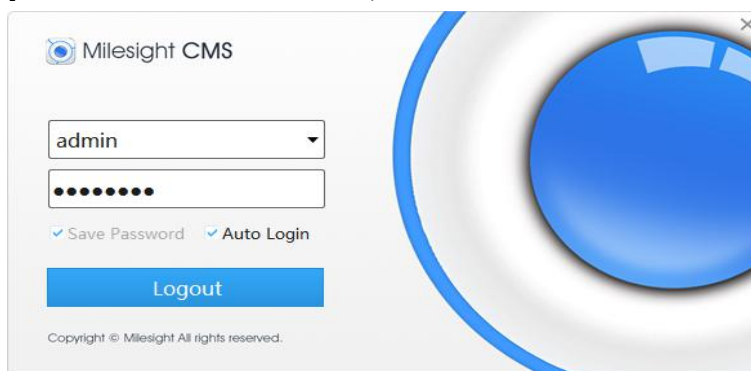 Milesight CMS
admin
●●●●●●●●
Save Password Auto Login
Logout
Copyright © Milesight All rights reserved.